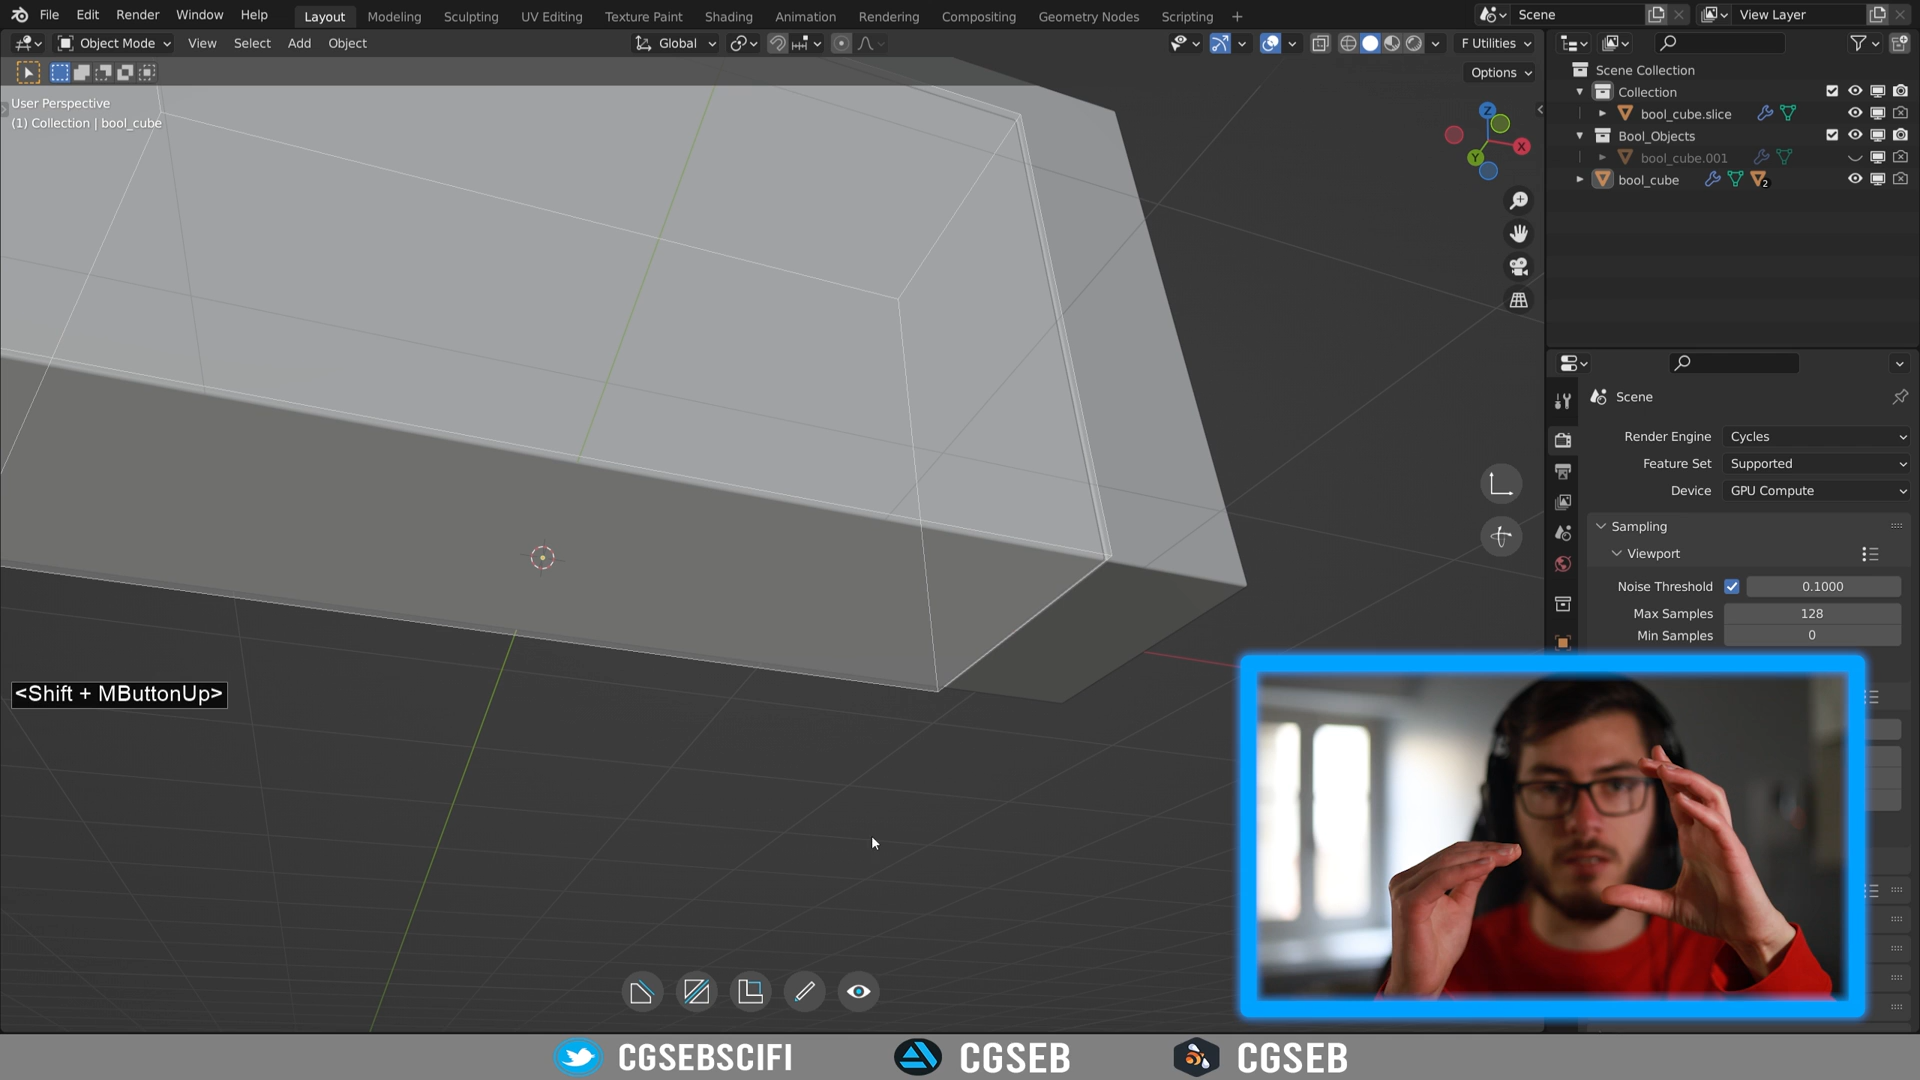 File Edit Render Window Help
Layout Modeling Sculpting UV Editing Texture Paint Shading Animation Rendering Compositing Geometry Nodes Scripting +
Scene
View Layer
Object Mode View Select Add Object
Global
F Utilities
Options
User Perspective
(1) Collection | bool_cube
Z
X
Y
Scene Collection
Collection
bool_cube.slice
Bool_Objects
bool_cube.001
bool_cube
2
Scene
Render Engine Cycles
Feature Set Supported
Device GPU Compute
Sampling
Viewport
Noise Threshold 0.1000
Max Samples 128
Min Samples 0
<Shift + MButtonUp>
CGSEBSCIFI
CGSEB
CGSEB